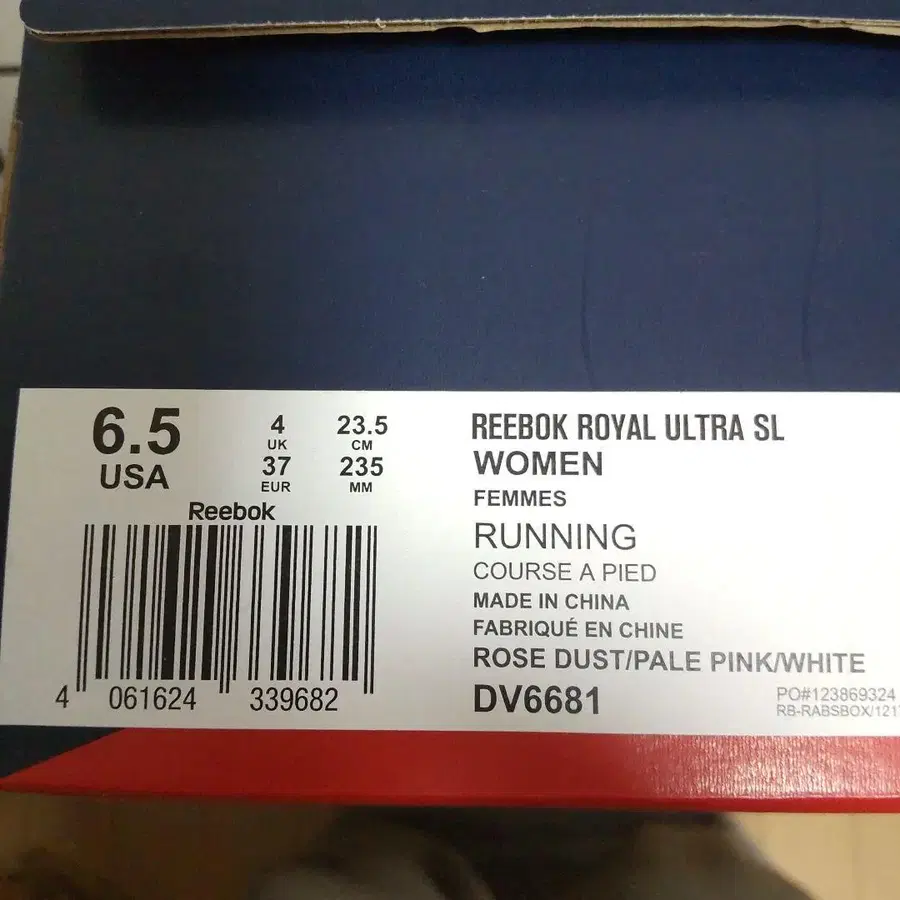 6.5
USA
4
UK
37
EUR
23.5
CM
235
MM
Reebok
4 061624 339682
REEBOK ROYAL ULTRA SL
WOMEN
FEMMES
RUNNING
COURSE A PIED
MADE IN CHINA
FABRIQUÉ EN CHINE
ROSE DUST/PALE PINK/WHITE
DV6681
PO#123869324